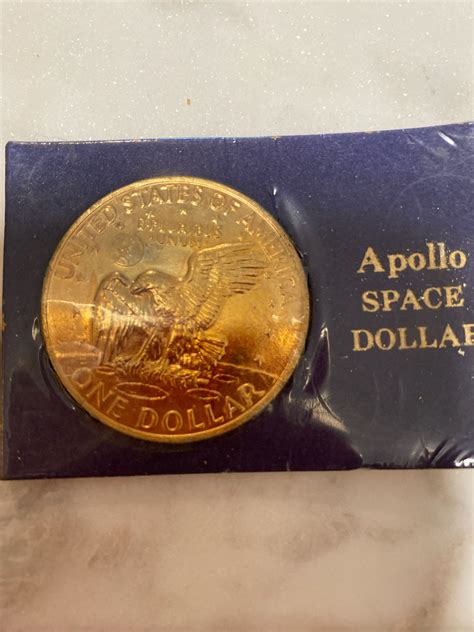 UNITED STATES OF AMERICA
E
PLURIBUS
UNUM
ONE DOLLAR
Apollo
SPACE
DOLLAR